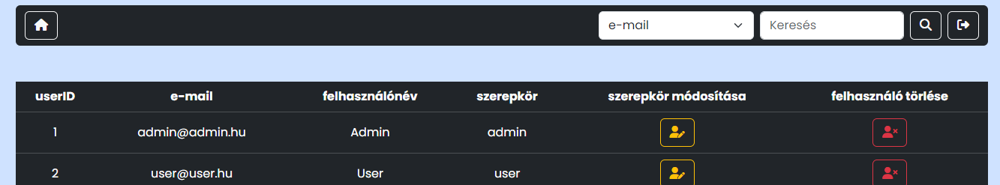 e-mail Keresés
userID e-mail felhasználónév szerepkör szerepkör módosítása felhasználó törlése
1 admin@admin.hu Admin admin
2 user@user.hu User user